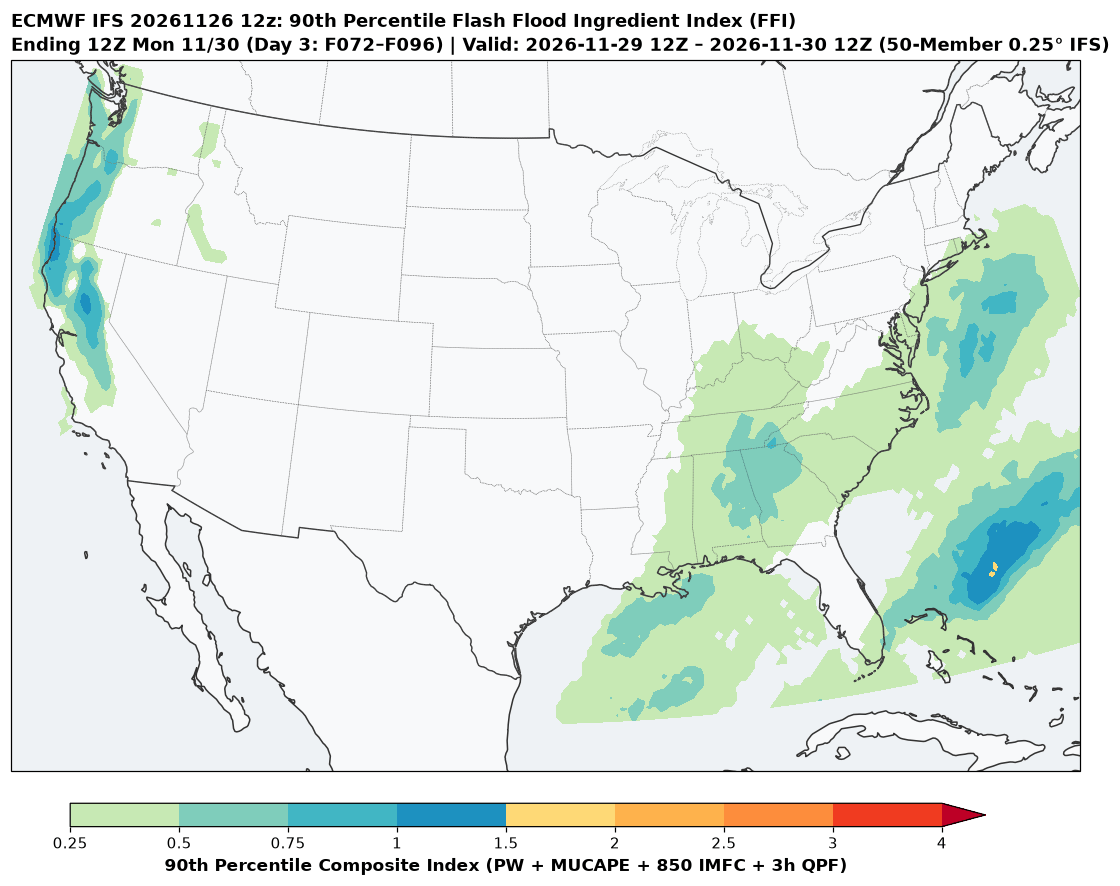 ECMWF IFS 20261126 12z: 90th Percentile Flash Flood Ingredient Index (FFI)
Ending 12Z Mon 11/30 (Day 3: F072–F096) | Valid: 2026-11-29 12Z – 2026-11-30 12Z (50-Member 0.25° IFS)
0.25 0.5 0.75 1 1.5 2 2.5 3 4
90th Percentile Composite Index (PW + MUCAPE + 850 IMFC + 3h QPF)